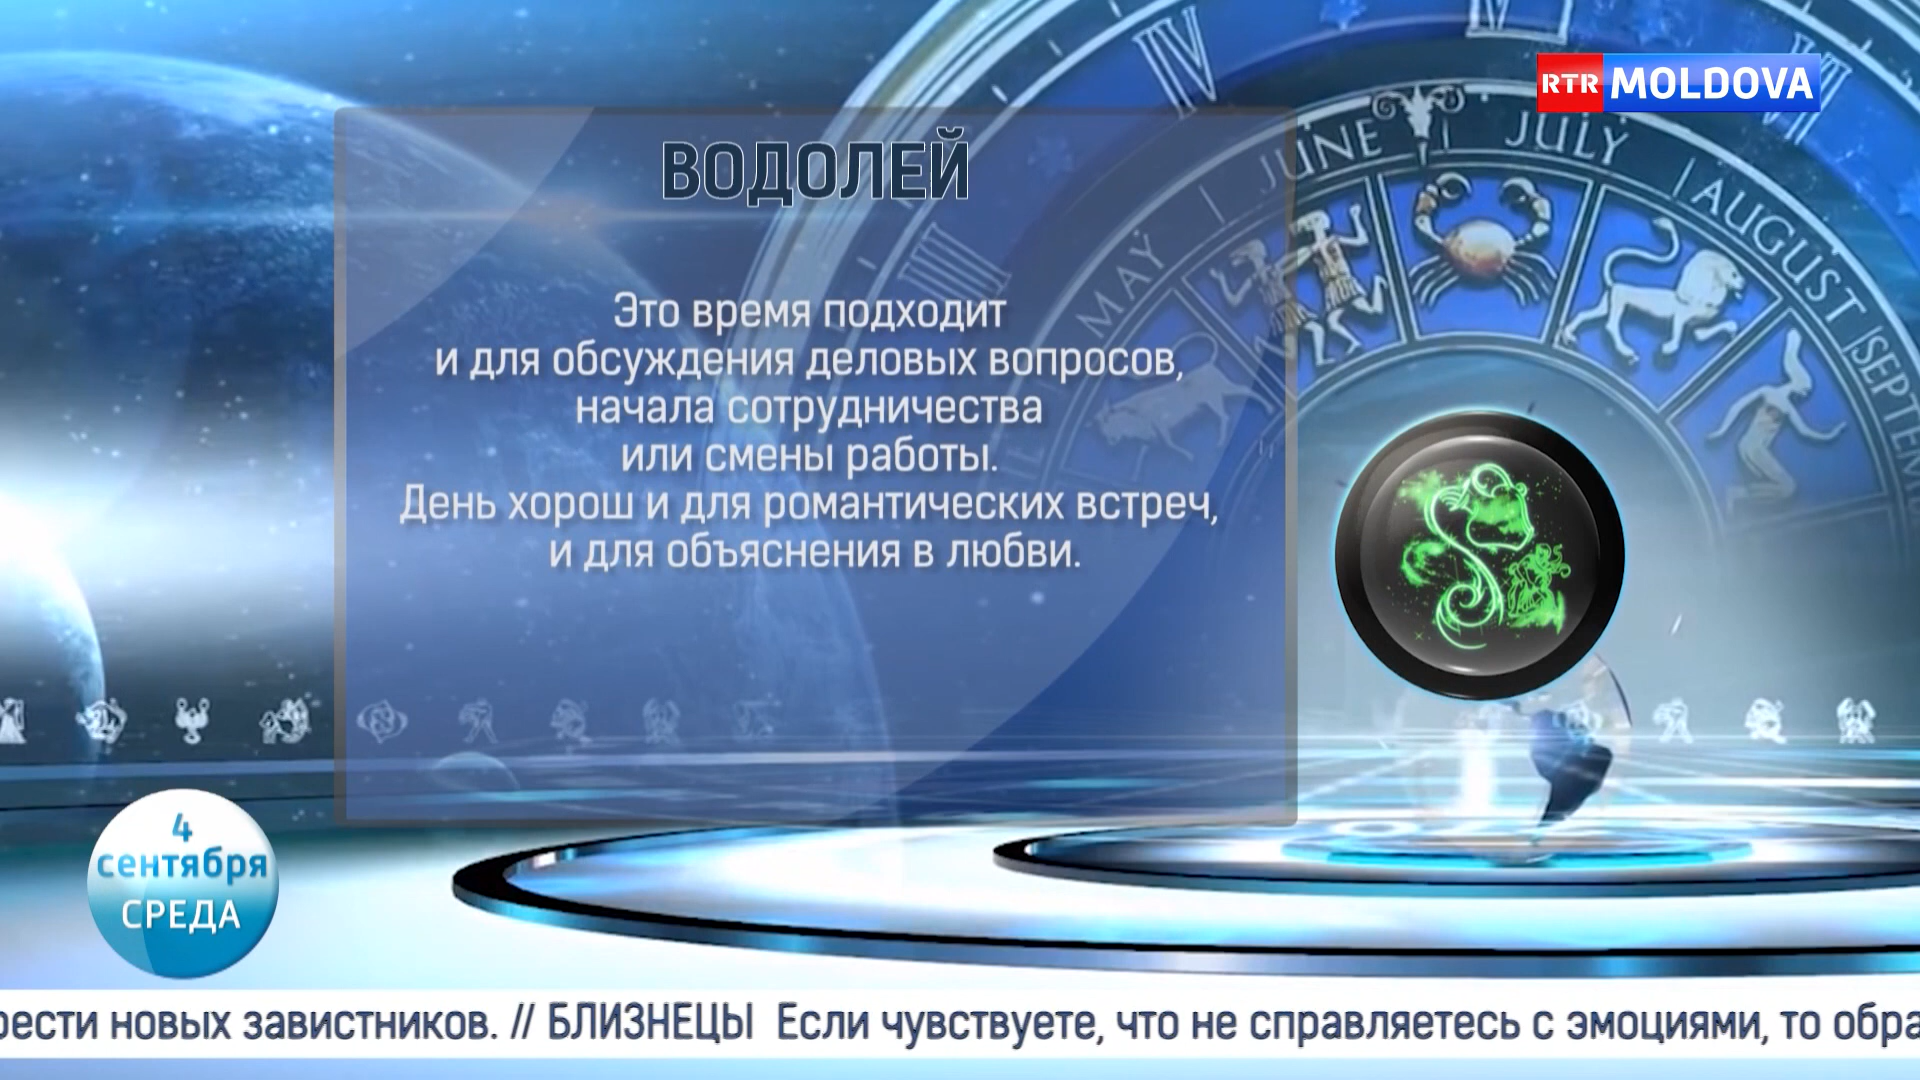 IV
RTR MOLDOVA
MAY
JUNE
JULY
AUGUST
ВОДОЛЕЙ
Это время подходит
и для обсуждения деловых вопросов,
начала сотрудничества
или смены работы.
День хорош и для романтических встреч,
и для объяснения в любви.
4
сентября
СРЕДА
рести новых завистников. // БЛИЗНЕЦЫ Если чувствуете, что не справляетесь с эмоциями, то обра